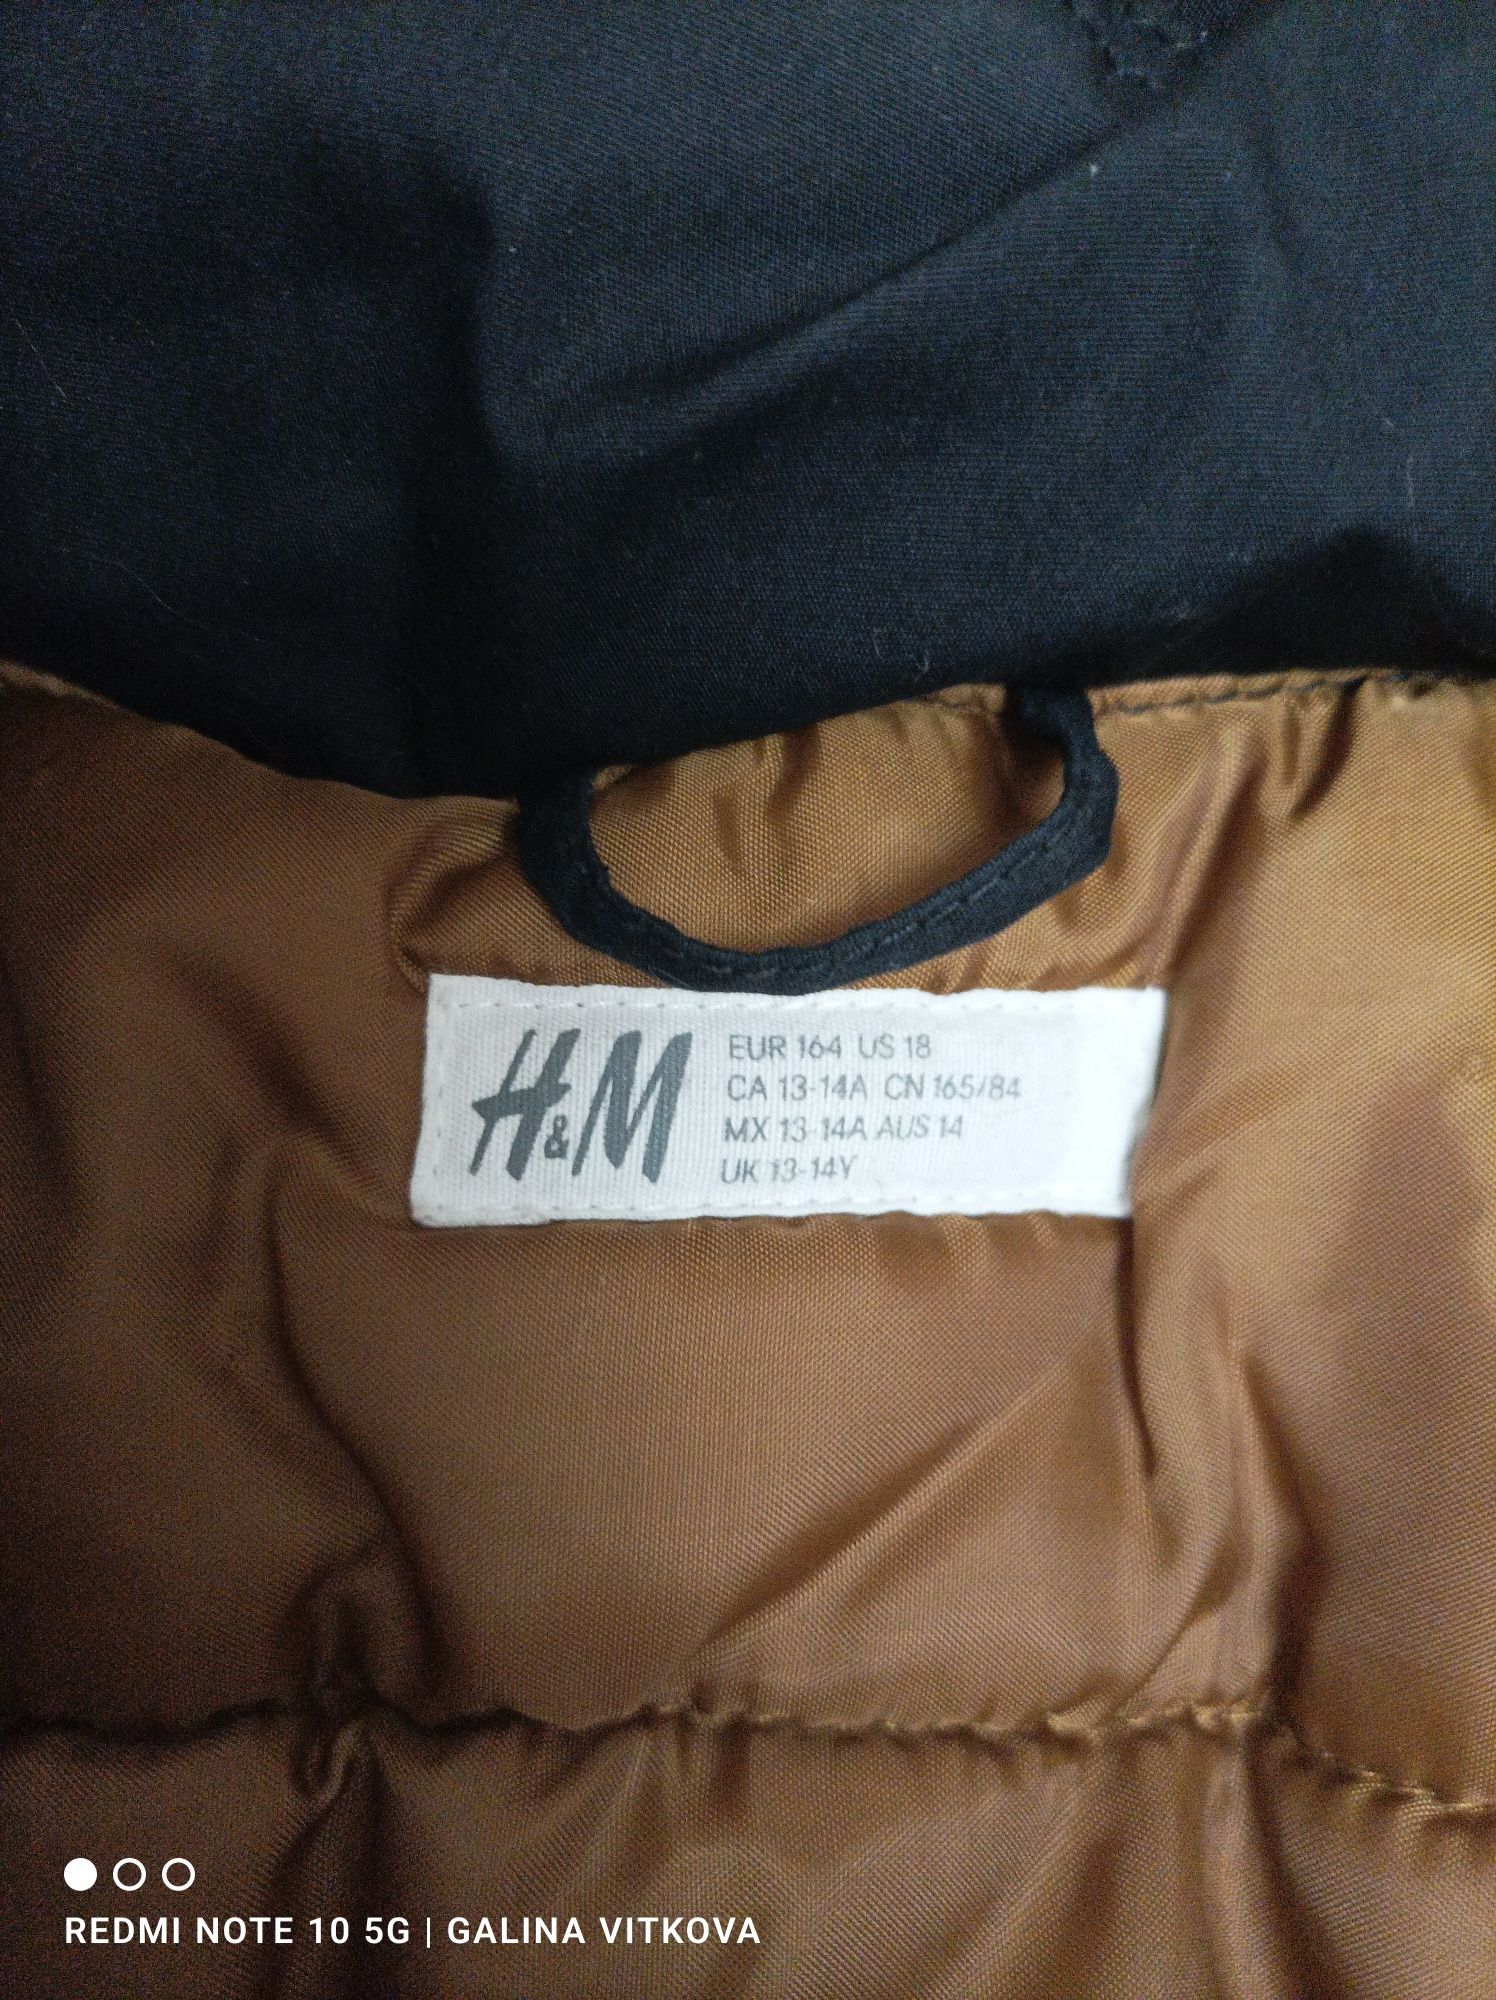 H&M
EUR 164 US 18
CA 13-14A CN 165/84
MX 13-14A AUS 14
UK 13-14Y
REDMI NOTE 10 5G | GALINA VITKOVA